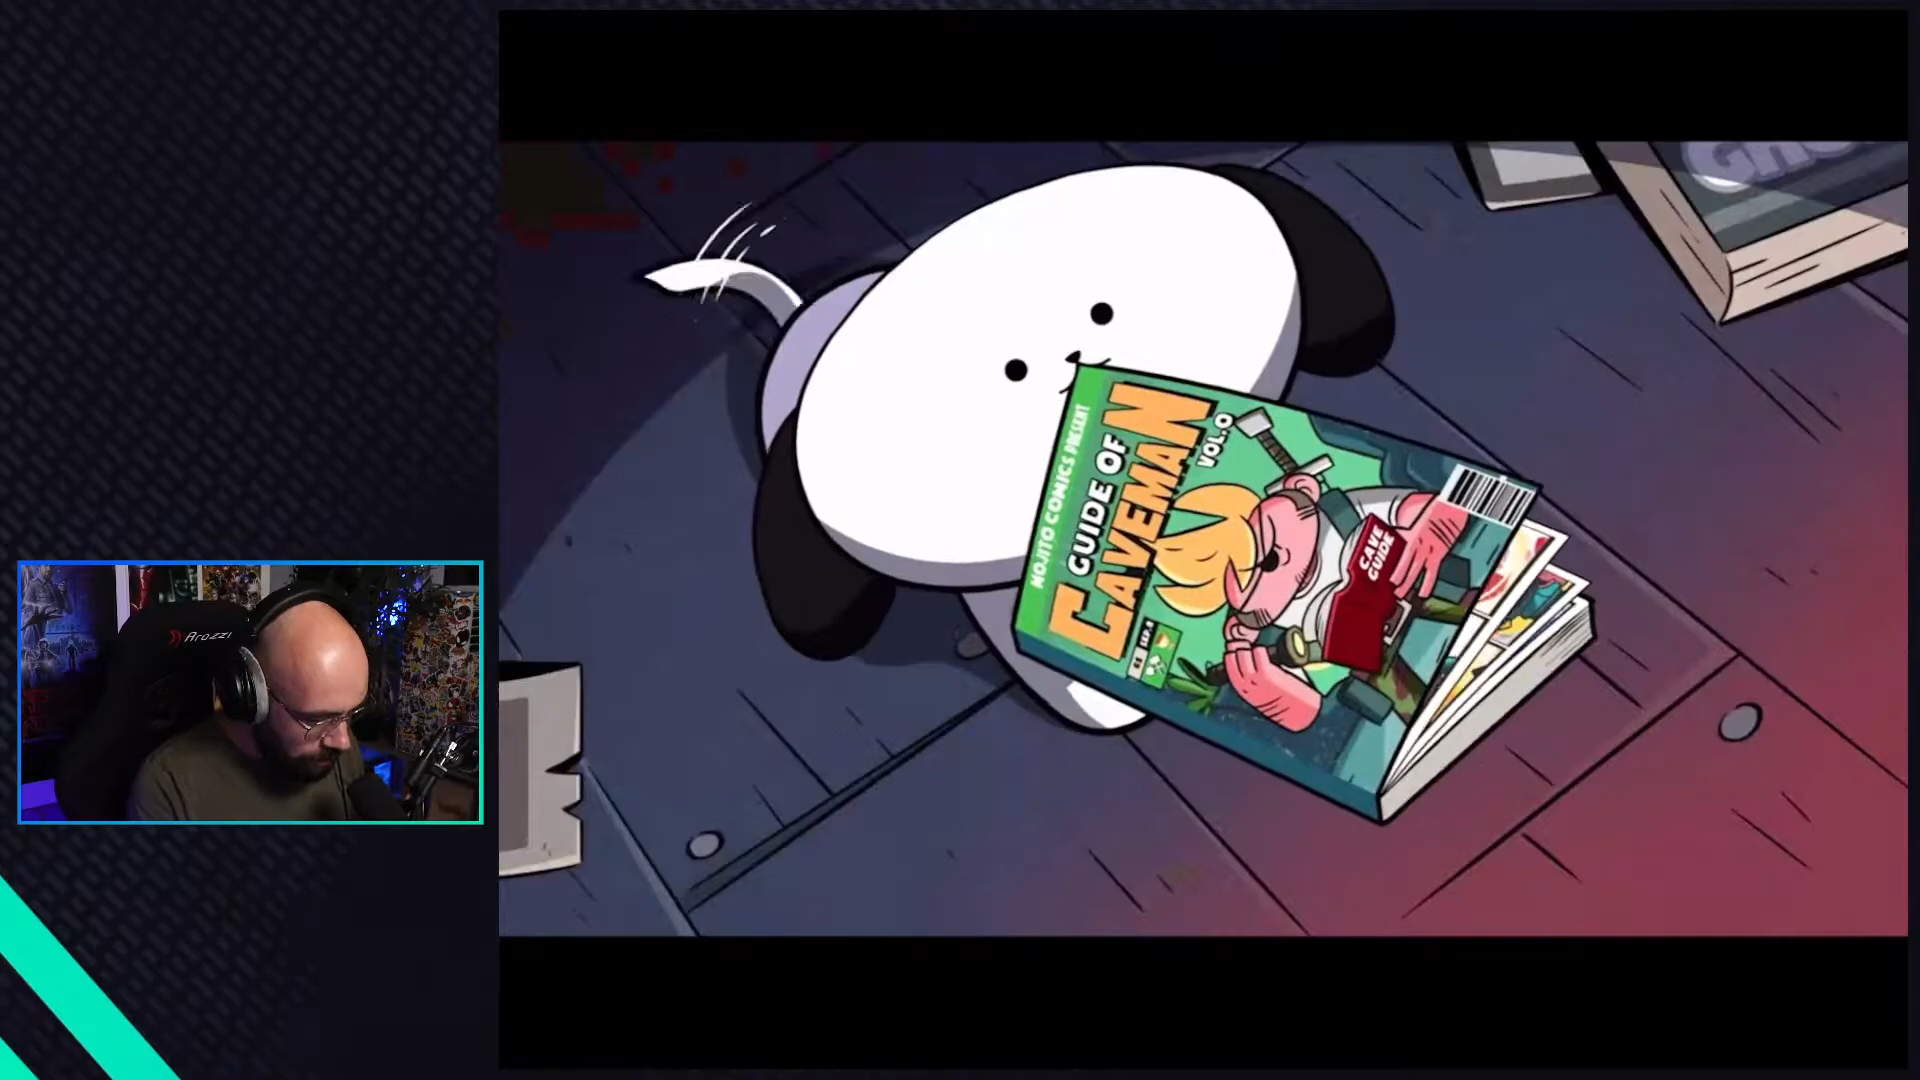 MOJITO COMICS PRESENT
GUIDE OF
CAVEMAN
VOL.0
CAVE
GUIDE
Arozzi